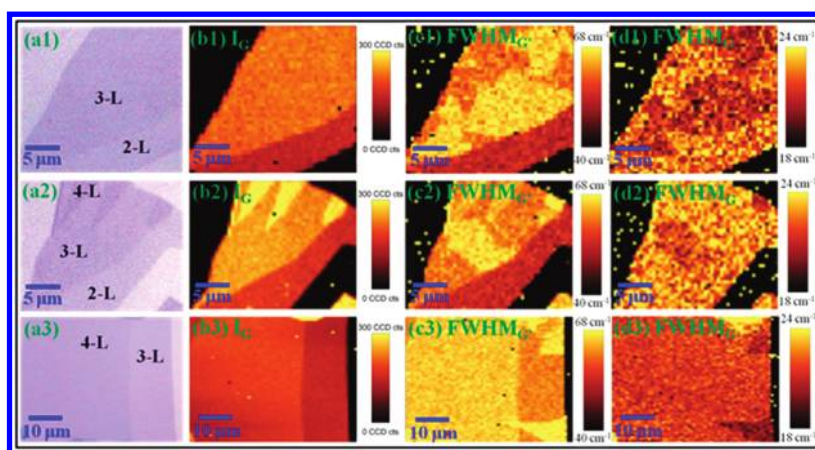 (a1)
3-L
2-L
5 μm
(b1) I_G
5 μm
300 CCD cts
0 CCD cts
(c1) FWHM_G'
5 μm
68 cm⁻¹
40 cm⁻¹
(d1) FWHM_G
5 μm
24 cm⁻¹
18 cm⁻¹
(a2)
4-L
3-L
2-L
5 μm
(b2) I_G
5 μm
300 CCD cts
0 CCD cts
(c2) FWHM_G'
5 μm
68 cm⁻¹
40 cm⁻¹
(d2) FWHM_G
5 μm
24 cm⁻¹
18 cm⁻¹
(a3)
4-L
3-L
10 μm
(b3) I_G
10 μm
300 CCD cts
0 CCD cts
(c3) FWHM_G'
10 μm
68 cm⁻¹
40 cm⁻¹
(d3) FWHM_G
10 μm
24 cm⁻¹
18 cm⁻¹